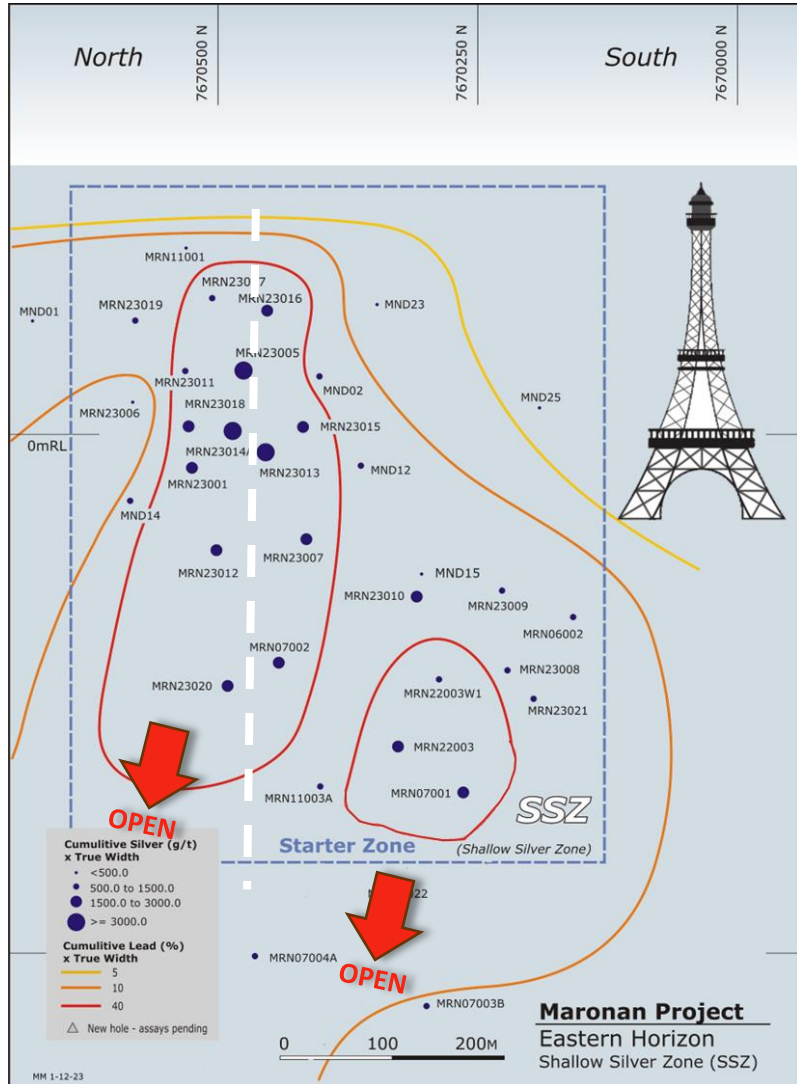 North
7670500 N
7670250 N
South
7670000 N
MRN11001
MRN23016
MND23
MND01
MRN23019
MRN23005
MRN23011
MND02
MRN23006
MRN23018
MRN23015
MND25
0mRL
MRN23014A
MRN23001
MRN23013
MND12
MND14
MRN23012
MRN23007
MND15
MRN23010
MRN23009
MRN06002
MRN07002
MRN23020
MRN22003W1
MRN23008
MRN23021
MRN22003
MRN07001
MRN11003A
SSZ
OPEN
Starter Zone
(Shallow Silver Zone)
Cumulitive Silver (g/t)
x True Width
<500.0
500.0 to 1500.0
1500.0 to 3000.0
>= 3000.0
Cumulitive Lead (%)
x True Width
5
10
40
New hole - assays pending
MRN07004A
OPEN
MRN07003B
Maronan Project
Eastern Horizon
Shallow Silver Zone (SSZ)
0 100 200M
MM 1-12-23